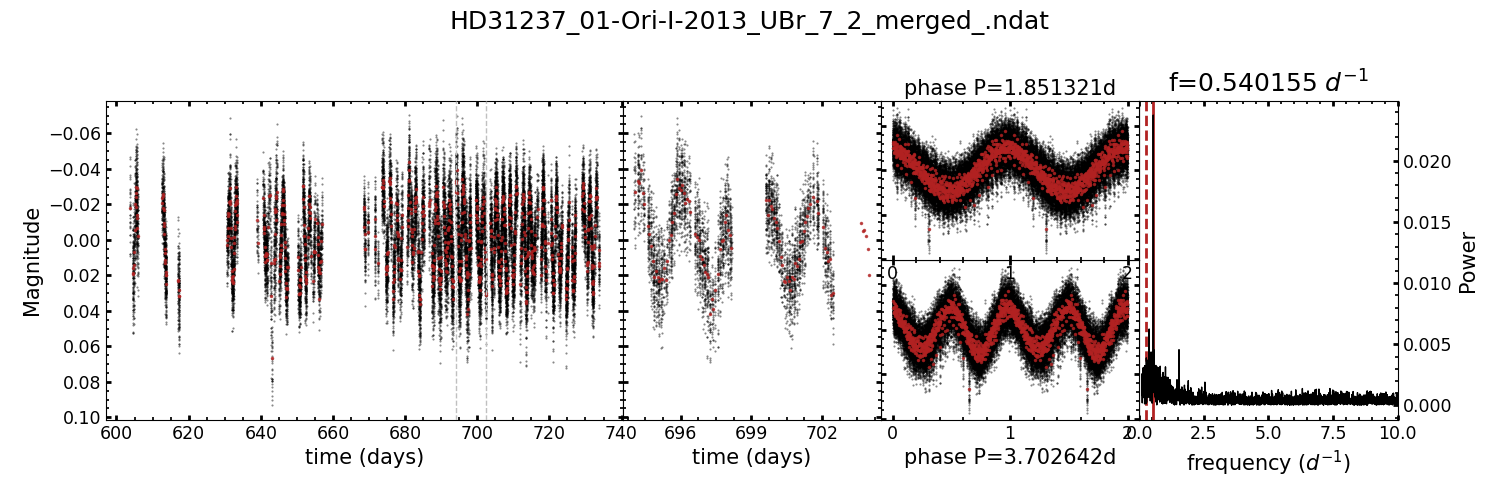 HD31237_01-Ori-I-2013_UBr_7_2_merged_.ndat
phase P=1.851321d
f=0.540155 d⁻¹
−0.06
−0.04
−0.02
0.00
0.02
0.04
0.06
0.08
0.10
Magnitude
600 620 640 660 680 700 720 740
time (days)
696 699 702
time (days)
0 1 2
0 1 2
phase P=3.702642d
0.020
0.015
0.010
0.005
0.000
Power
0.0 2.5 5.0 7.5 10.0
frequency (d⁻¹)